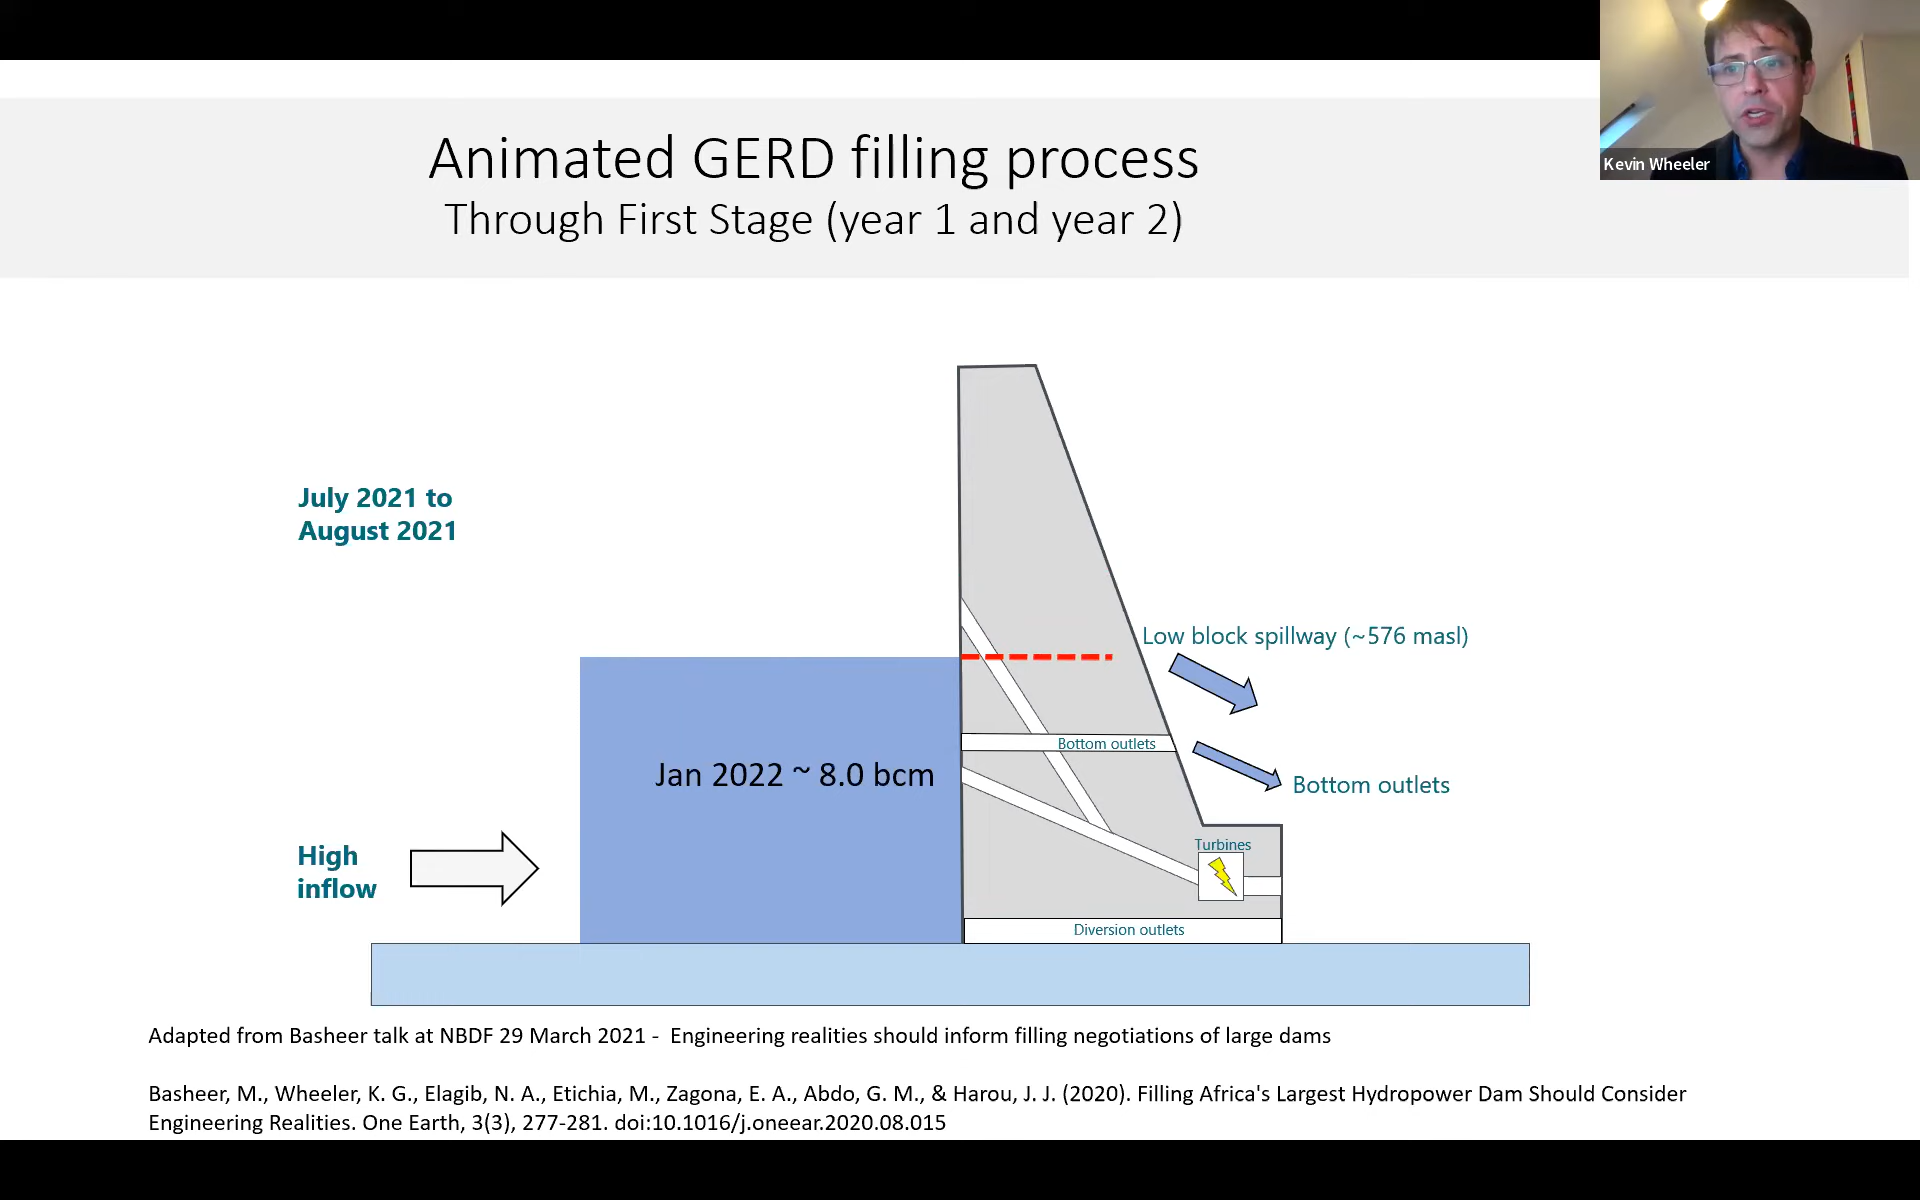 Animated GERD filling process
Through First Stage (year 1 and year 2)
Kevin Wheeler
July 2021 to
August 2021
Low block spillway (~576 masl)
Bottom outlets
Jan 2022 ~ 8.0 bcm
Bottom outlets
High
inflow
Turbines
Diversion outlets
Adapted from Basheer talk at NBDF 29 March 2021 - Engineering realities should inform filling negotiations of large dams
Basheer, M., Wheeler, K. G., Elagib, N. A., Etichia, M., Zagona, E. A., Abdo, G. M., & Harou, J. J. (2020). Filling Africa's Largest Hydropower Dam Should Consider
Engineering Realities. One Earth, 3(3), 277-281. doi:10.1016/j.oneear.2020.08.015